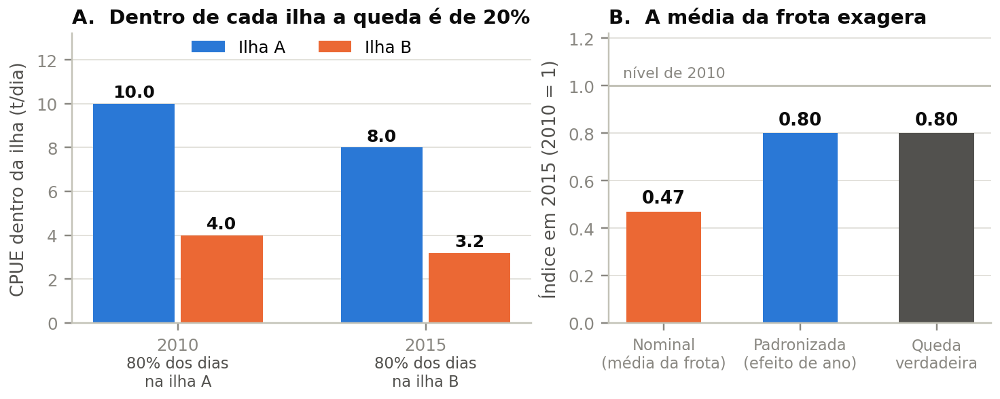 A.  Dentro de cada ilha a queda é de 20%
Ilha A
Ilha B
CPUE dentro da ilha (t/dia)
12
10
8
6
4
2
0
10.0
4.0
8.0
3.2
2010
80% dos dias
na ilha A
2015
80% dos dias
na ilha B
B.  A média da frota exagera
Índice em 2015 (2010 = 1)
1.2
1.0
0.8
0.6
0.4
0.2
0.0
nível de 2010
0.47
0.80
0.80
Nominal
(média da frota)
Padronizada
(efeito de ano)
Queda
verdadeira